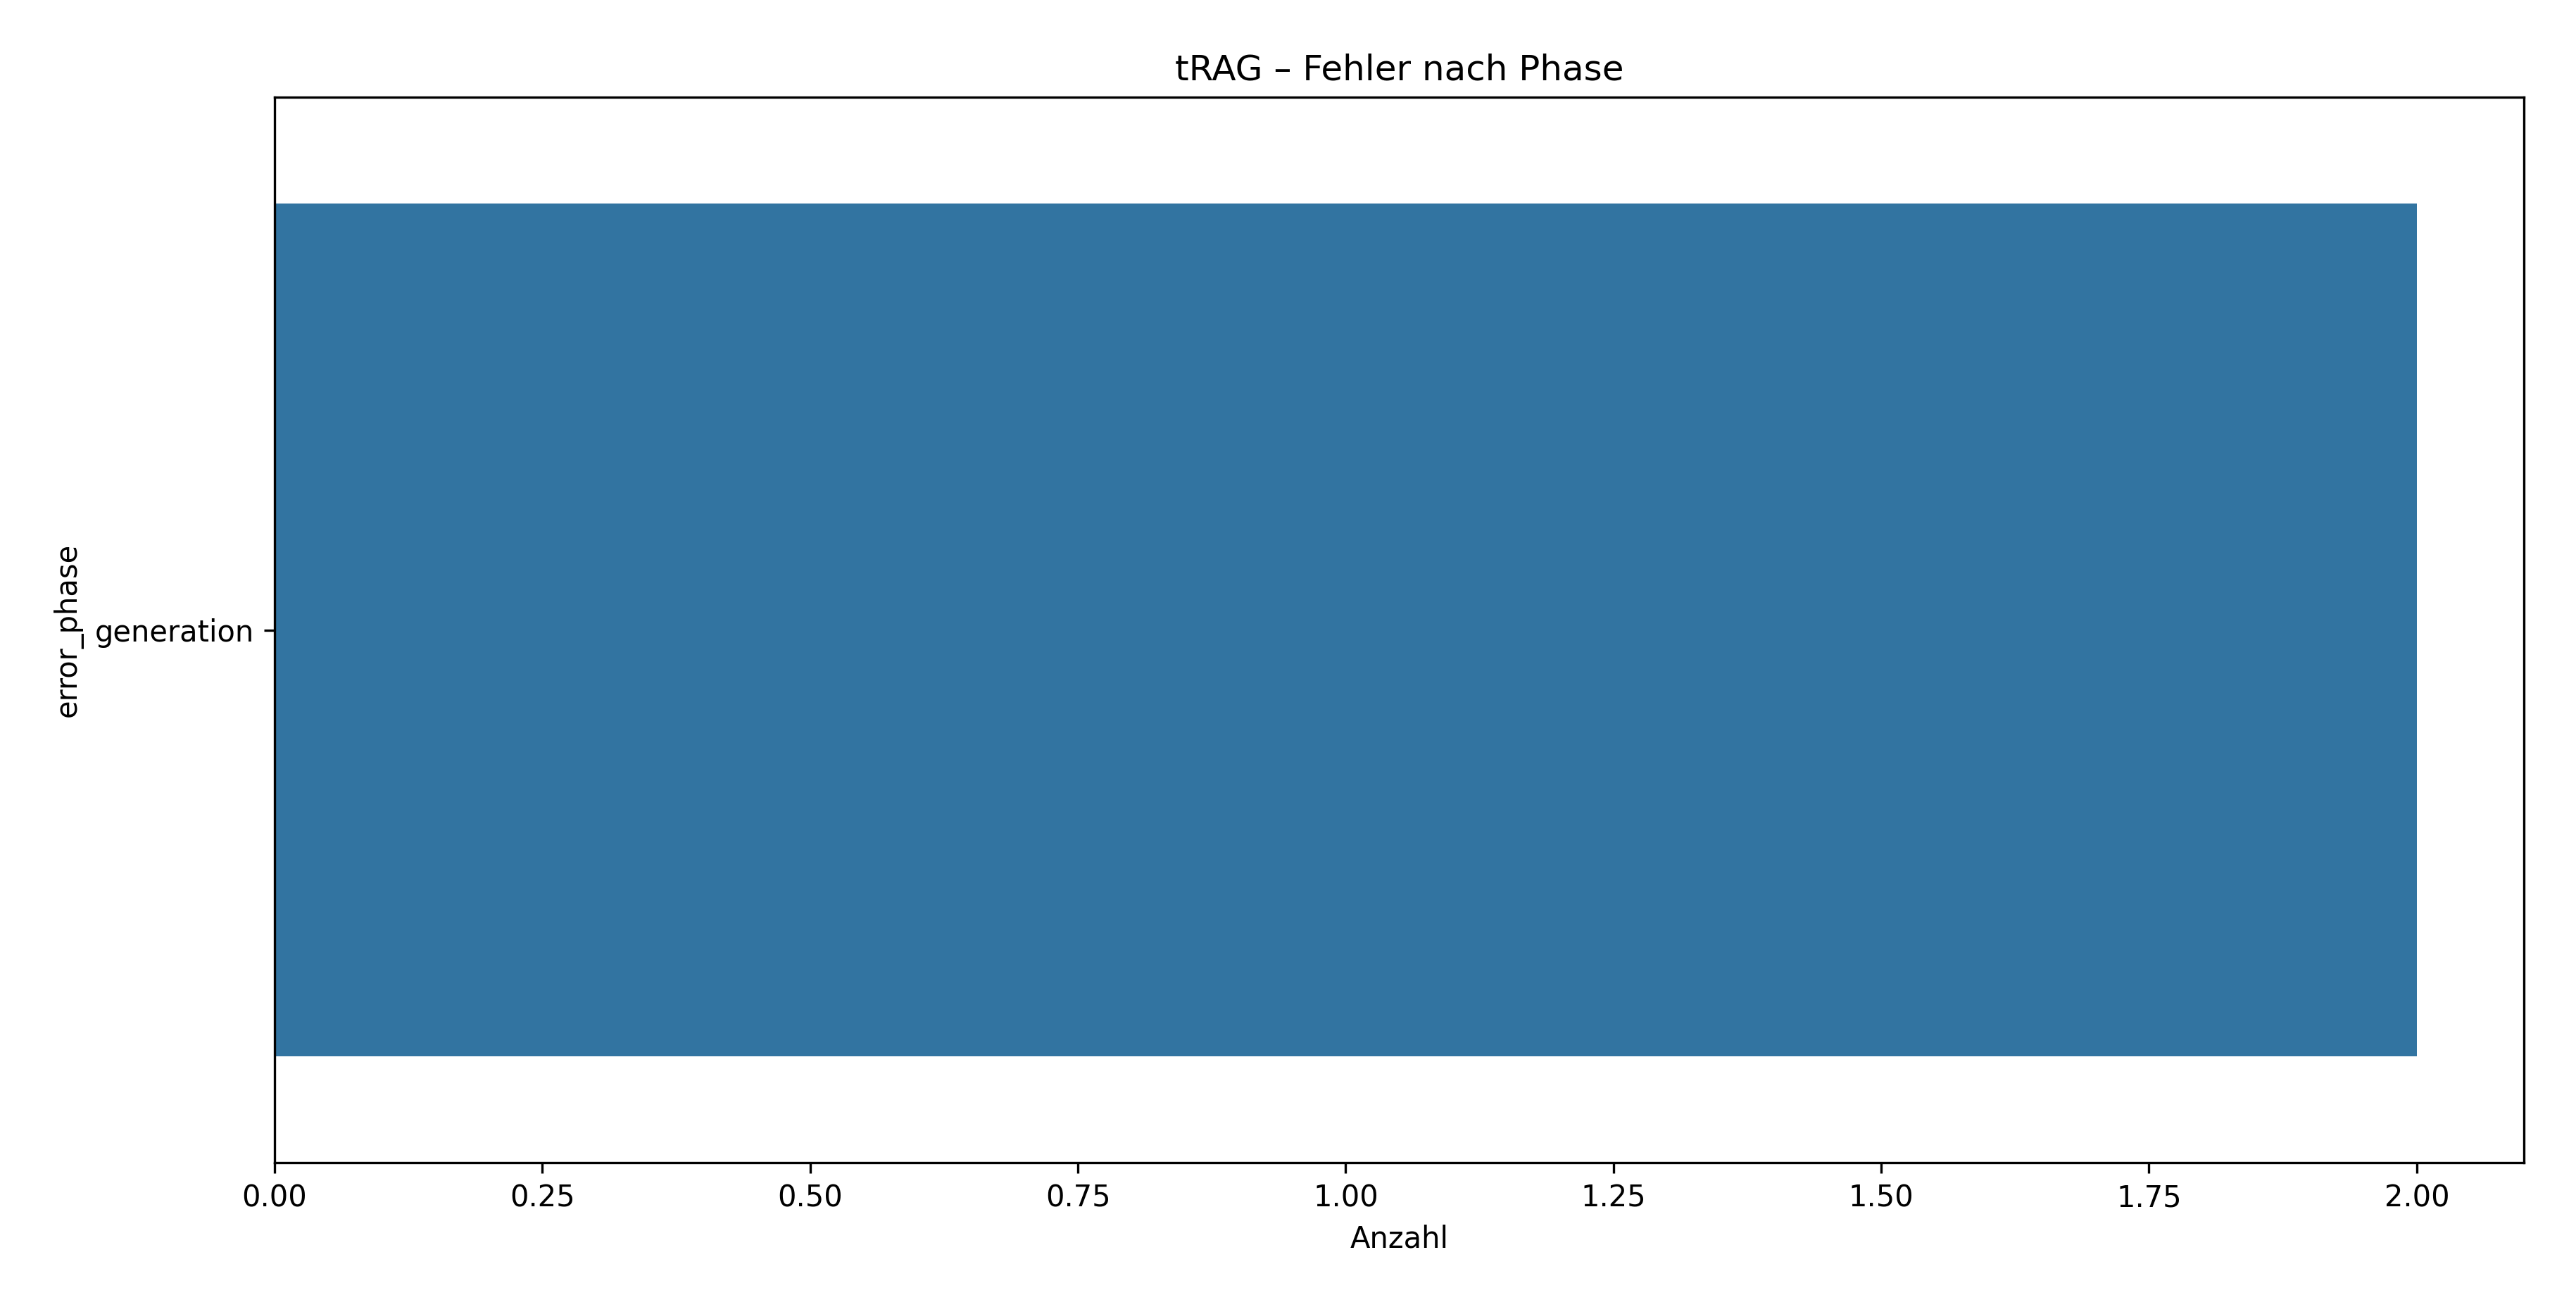 tRAG – Fehler nach Phase
error_phase
generation
0.00 0.25 0.50 0.75 1.00 1.25 1.50 1.75 2.00
Anzahl